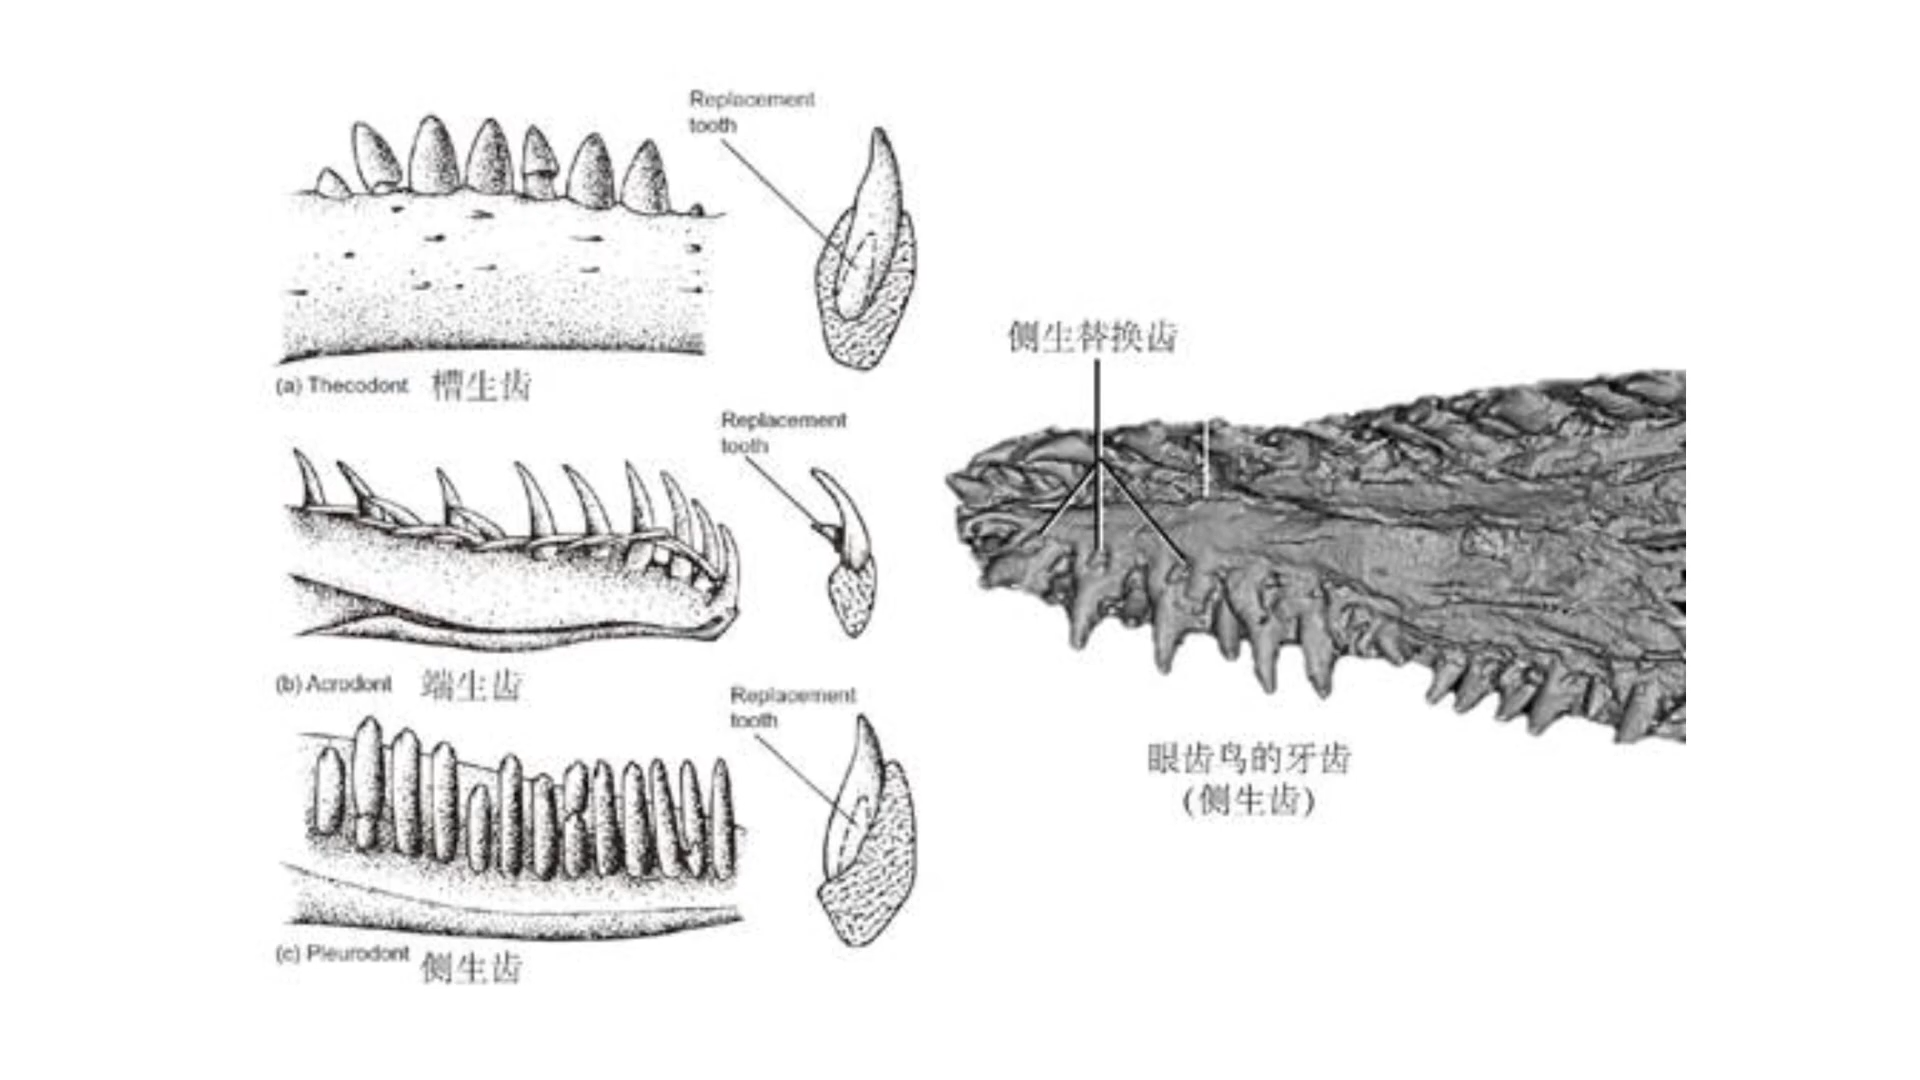 Replacement
tooth
(a) Thecodont 槽生齿
Replacement
tooth
(b) Acrodont 端生齿
Replacement
tooth
(c) Pleurodont 侧生齿
侧生替换齿
眼齿鸟的牙齿
(侧生齿)